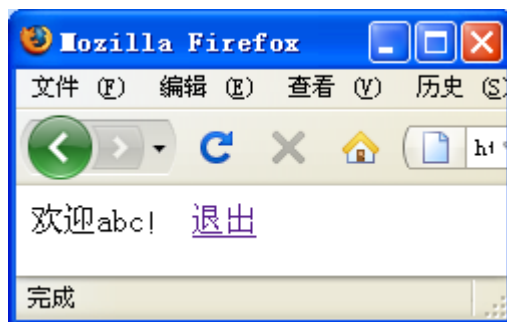 Mozilla Firefox
文件 (F) 编辑 (E) 查看 (V) 历史 (S)
ht
欢迎abc! 退出
完成